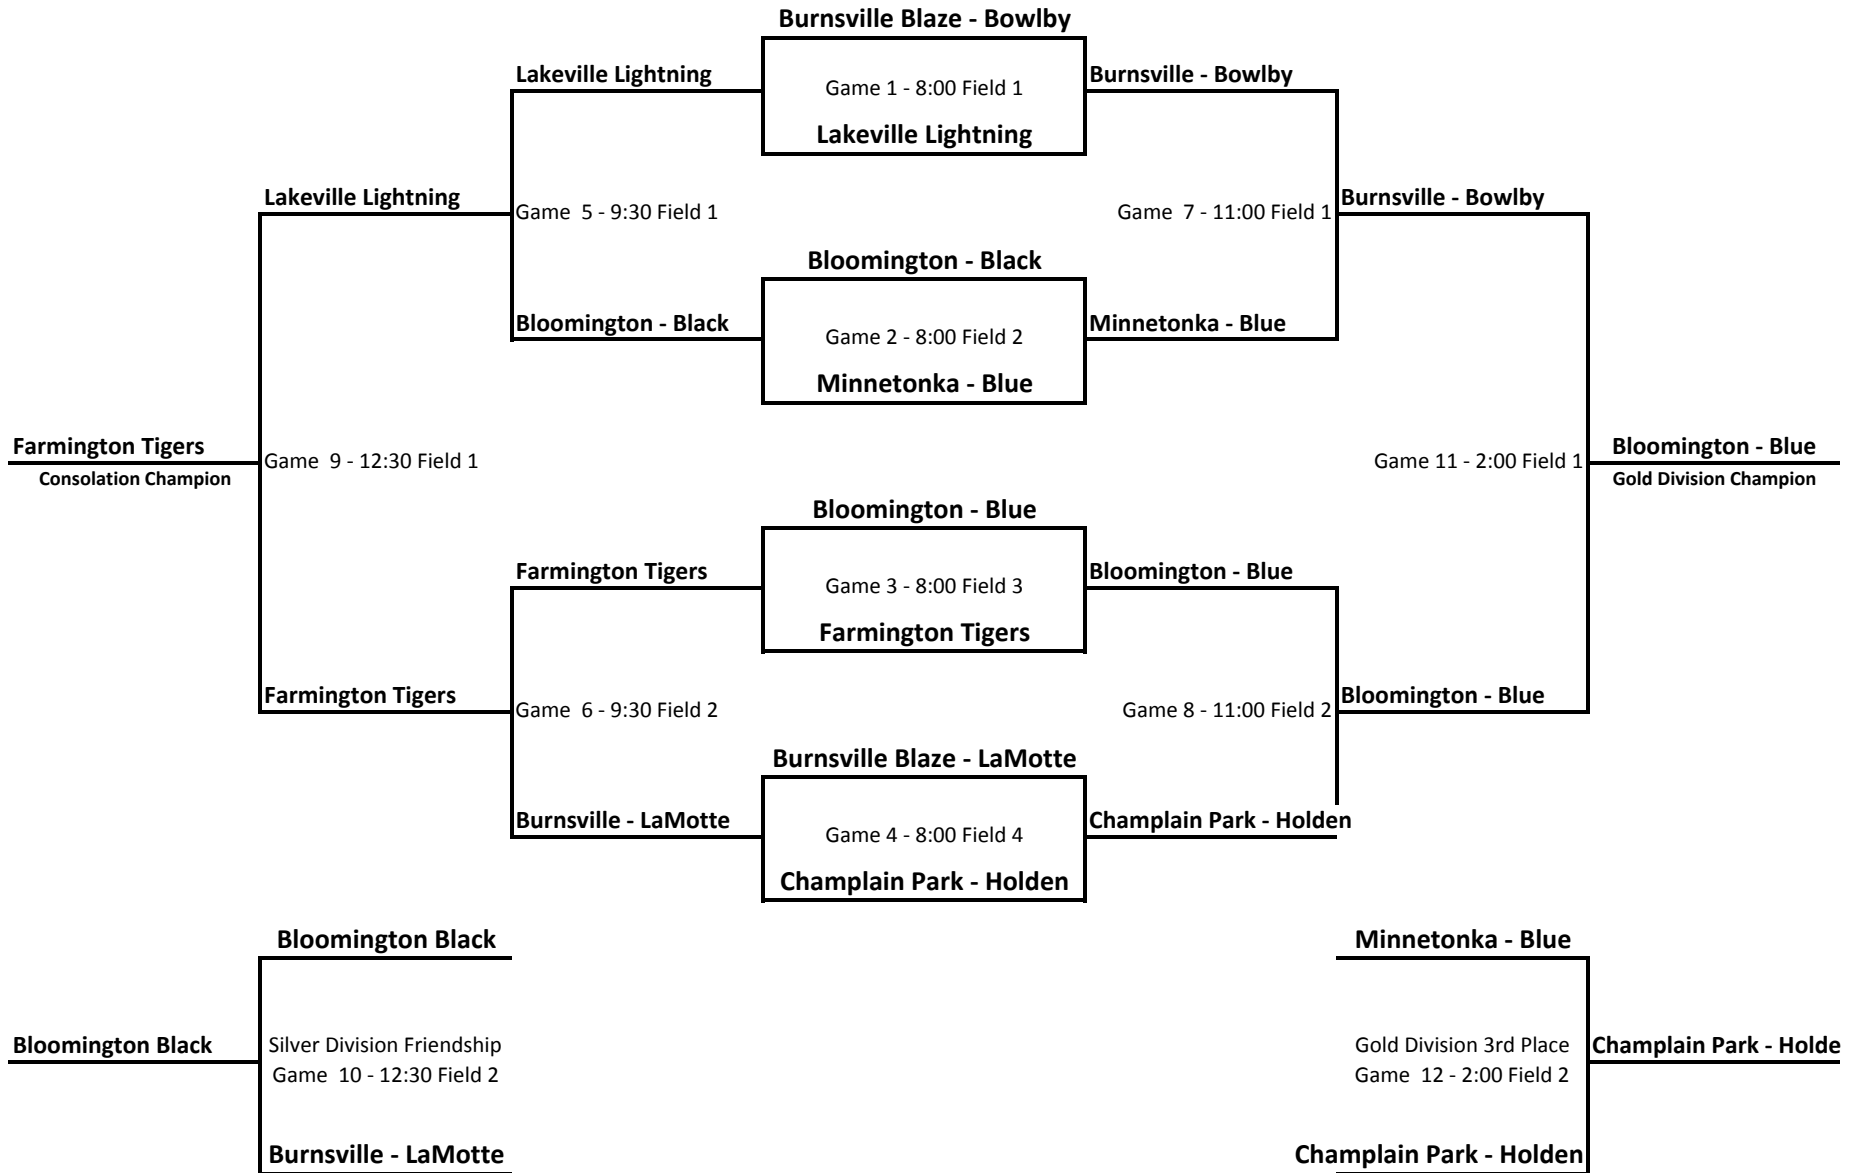 Burnsville Blaze - Bowlby
Lakeville Lightning
Game 1 - 8:00 Field 1
Burnsville - Bowlby
Lakeville Lightning
Lakeville Lightning
Game 5 - 9:30 Field 1
Game 7 - 11:00 Field 1
Burnsville - Bowlby
Bloomington - Black
Bloomington - Black
Game 2 - 8:00 Field 2
Minnetonka - Blue
Minnetonka - Blue
Farmington Tigers
Consolation Champion
Game 9 - 12:30 Field 1
Game 11 - 2:00 Field 1
Bloomington - Blue
Gold Division Champion
Bloomington - Blue
Farmington Tigers
Game 3 - 8:00 Field 3
Bloomington - Blue
Farmington Tigers
Farmington Tigers
Game 6 - 9:30 Field 2
Game 8 - 11:00 Field 2
Bloomington - Blue
Burnsville Blaze - LaMotte
Burnsville - LaMotte
Game 4 - 8:00 Field 4
Champlain Park - Holden
Champlain Park - Holden
Bloomington Black
Minnetonka - Blue
Bloomington Black
Silver Division Friendship
Game 10 - 12:30 Field 2
Gold Division 3rd Place
Game 12 - 2:00 Field 2
Champlain Park - Holde
Burnsville - LaMotte
Champlain Park - Holden